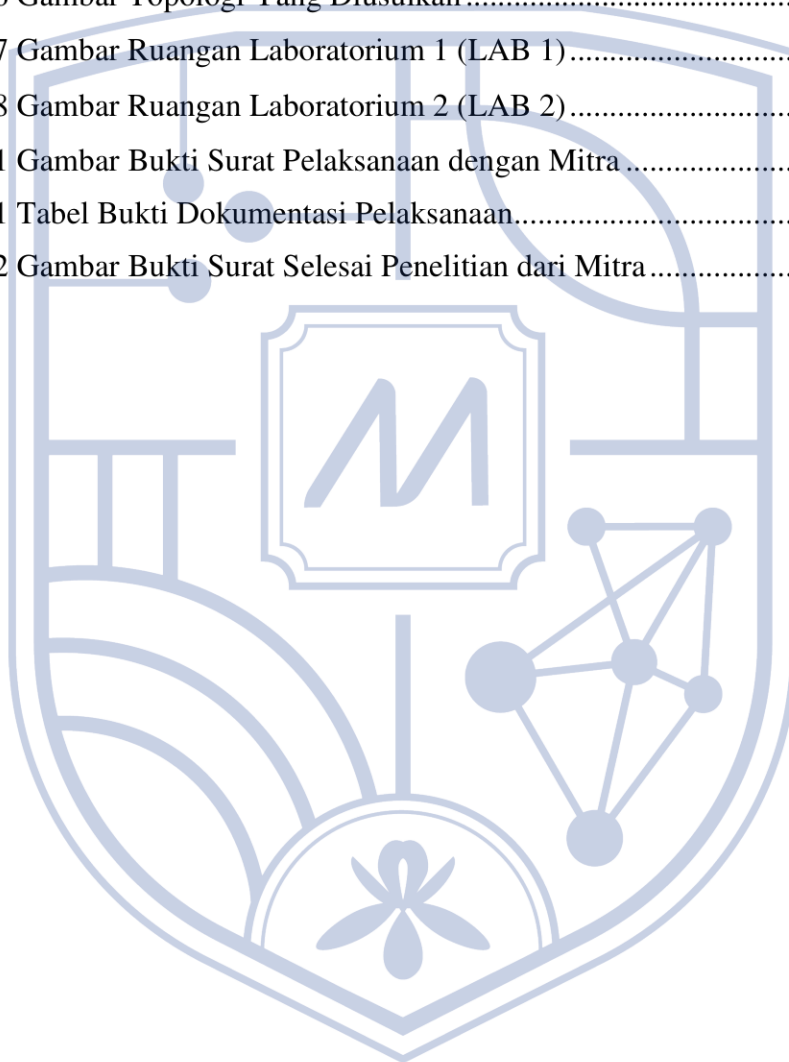 Gambar Topologi Yang Diusulkan....................................
7 Gambar Ruangan Laboratorium 1 (LAB 1)............................
8 Gambar Ruangan Laboratorium 2 (LAB 2)............................
1 Gambar Bukti Surat Pelaksanaan dengan Mitra....................
1 Tabel Bukti Dokumentasi Pelaksanaan..................................
2 Gambar Bukti Surat Selesai Penelitian dari Mitra.................
M